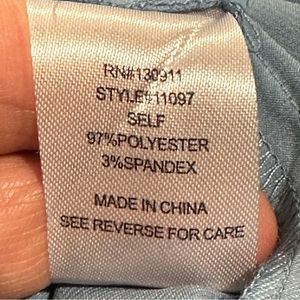 RN#130911
STYLE#11097
SELF
97%POLYESTER
3%SPANDEX
MADE IN CHINA
SEE REVERSE FOR CARE